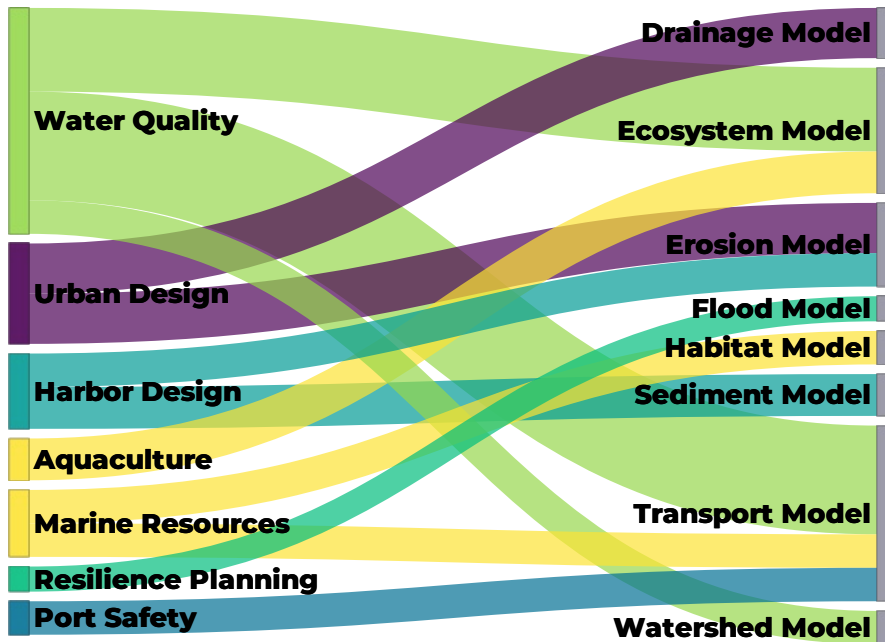 Water Quality
Urban Design
Harbor Design
Aquaculture
Marine Resources
Resilience Planning
Port Safety
Drainage Model
Ecosystem Model
Erosion Model
Flood Model
Habitat Model
Sediment Model
Transport Model
Watershed Model